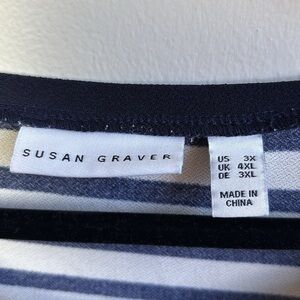 SUSAN GRAVER
US 3X
UK 4XL
DE 3XL
MADE IN
CHINA